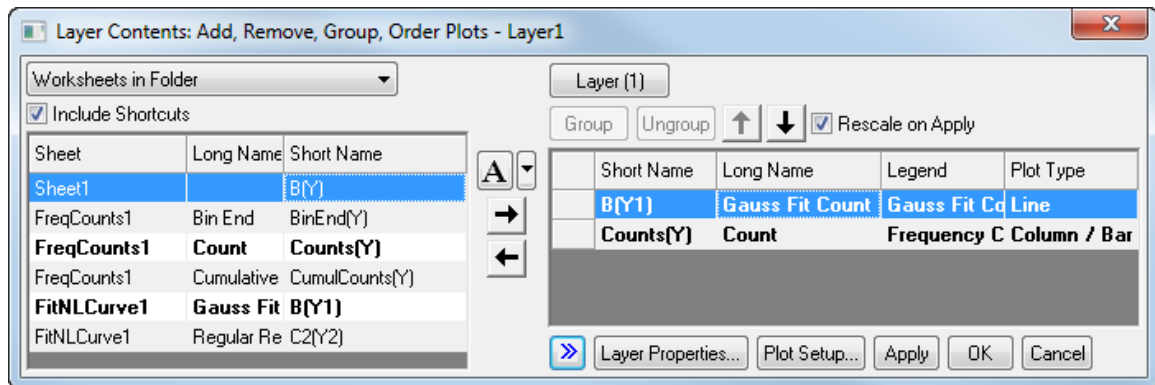 Layer Contents: Add, Remove, Group, Order Plots - Layer1
Worksheets in Folder
Include Shortcuts
Sheet Long Name Short Name
Sheet1 B(Y)
FreqCounts1 Bin End BinEnd(Y)
FreqCounts1 Count Counts(Y)
FreqCounts1 Cumulative CumulCounts(Y)
FitNLCurve1 Gauss Fit B(Y1)
FitNLCurve1 Regular Re C2(Y2)
A
Layer (1)
Group Ungroup Rescale on Apply
Short Name Long Name Legend Plot Type
B(Y1) Gauss Fit Count Gauss Fit Co Line
Counts(Y) Count Frequency C Column / Bar
Layer Properties... Plot Setup... Apply OK Cancel